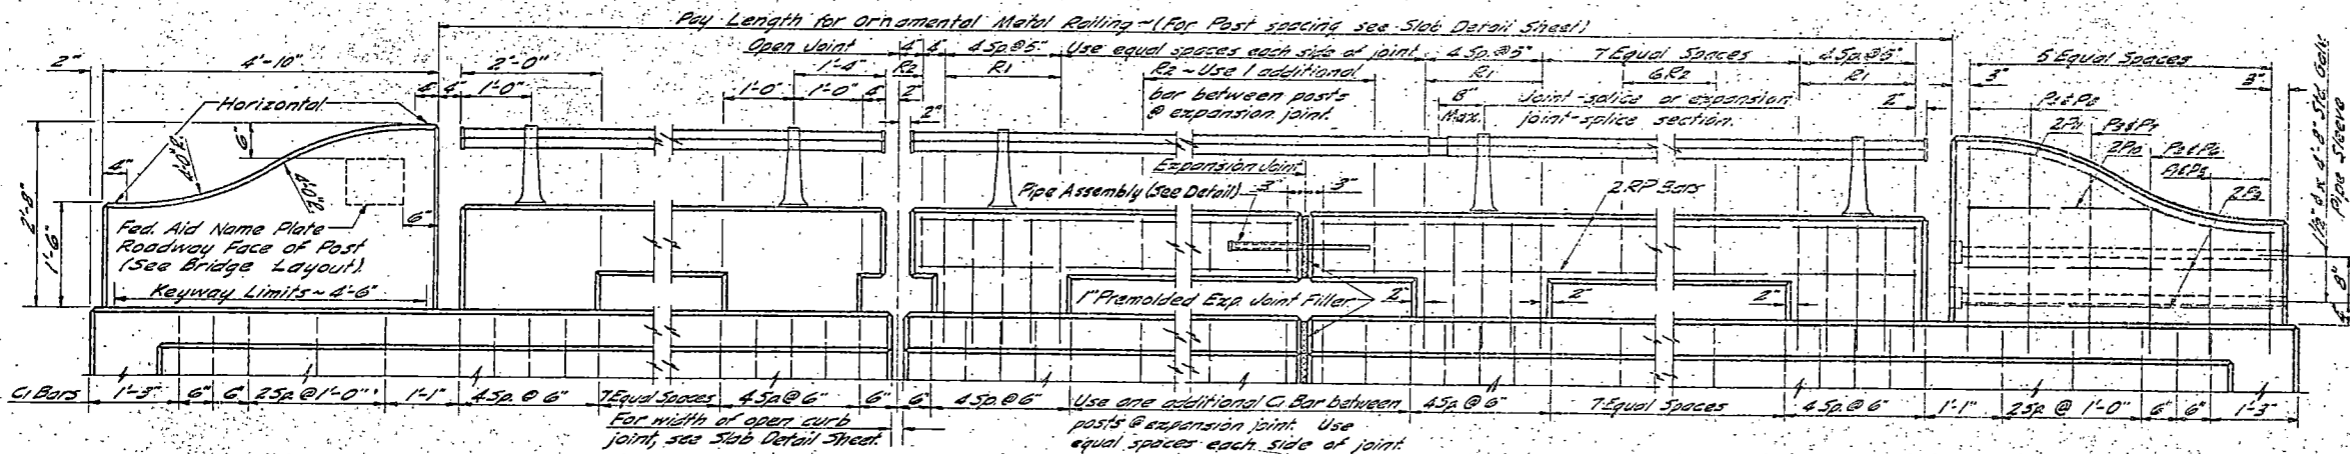 Pay Length for Ornamental Metal Railing ~ (For Post spacing see Slab Detail Sheet)
Open Joint
4"
4"
4 Sp. @ 5"
Use equal spaces each side of joint
4 Sp. @ 5"
7 Equal Spaces
4 Sp. @ 5"
5 Equal Spaces
2"
4'-10"
2'-0"
1'-4"
R2
R1
R2 ~ Use 1 additional
bar between posts
@ expansion joint.
R1
6 R2
R1
3"
3"
4"
4"
1'-0"
1'-0"
1'-0"
4"
2"
2"
8"
Max.
Joint-splice or expansion
joint-splice section.
2"
Horizontal
6"
4"
3'-0"
4'-0"
2'-8"
1'-6"
6"
Fed. Aid Name Plate
Roadway Face of Post
(See Bridge Layout)
Keyway Limits ~ 4'-6"
Expansion Joint
Pipe Assembly (See Detail)
3"
3"
2 RP Bars
1" Premolded Exp. Joint Filler
2"
2"
2"
2P11
2P10
2P9
Pipe Sleeve
8"
C1 Bars
1'-3"
6"
6"
2 Sp. @ 1'-0"
1'-1"
4 Sp. @ 6"
7 Equal Spaces
4 Sp @ 6"
6"
6"
4 Sp. @ 6"
Use one additional C1 Bar between
posts @ expansion joint. Use
equal spaces each side of joint.
4 Sp. @ 6"
7 Equal Spaces
4 Sp. @ 6"
1'-1"
2 Sp. @ 1'-0"
6"
6"
1'-3"
For width of open curb
joint, see Slab Detail Sheet.